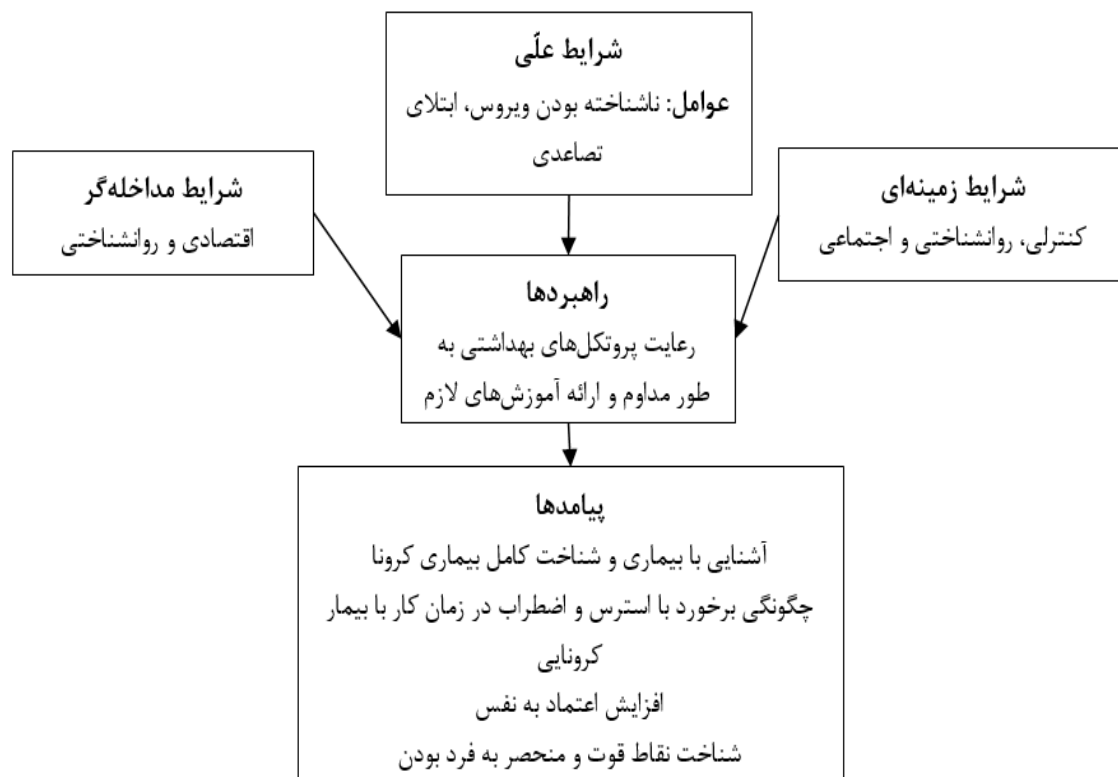 شرایط علّی
عوامل: ناشناخته بودن ویروس، ابتلای
تصاعدی
شرایط زمینه‌ای
کنترلی، روانشناختی و اجتماعی
شرایط مداخله‌گر
اقتصادی و روانشناختی
راهبردها
رعایت پروتکل‌های بهداشتی به
طور مداوم و ارائه آموزش‌های لازم
پیامدها
آشنایی با بیماری و شناخت کامل بیماری کرونا
چگونگی برخورد با استرس و اضطراب در زمان کار با بیمار
کرونایی
افزایش اعتماد به نفس
شناخت نقاط قوت و منحصر به فرد بودن